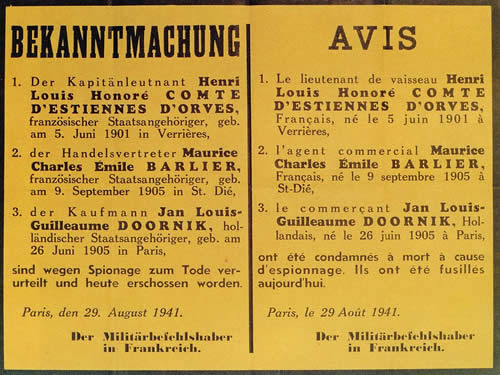 BEKANNTMACHUNG
1. Der Kapitänleutnant Henri
Louis Honoré COMTE
D'ESTIENNES D'ORVES,
französischer Staatsangehöriger, geb.
am 5. Juni 1901 in Verrières,
2. der Handelsvertreter Maurice
Charles Émile BARLIER,
französischer Staatsangehöriger, geb.
am 9. September 1905 in St. Dié,
3. der Kaufmann Jan Louis-
Guilleaume DOORNIK, hol-
ländischer Staatsangehöriger, geb. am
26 Juni 1905 in Paris,
sind wegen Spionage zum Tode ver-
urteilt und heute erschossen worden.
Paris, den 29. August 1941.
Der Militärbefehlshaber
in Frankreich.
AVIS
1. Le lieutenant de vaisseau Henri
Louis Honoré COMTE
D'ESTIENNES D'ORVES,
Français, né le 5 juin 1901 à
Verrières,
2. l'agent commercial Maurice
Charles Émile BARLIER,
Français, né le 9 septembre 1905 à
St-Dié,
3. le commerçant Jan Louis-
Guilleaume DOORNIK, Hol-
landais, né le 26 juin 1905 à Paris,
ont été condamnés à mort à cause
d'espionnage. Ils ont été fusillés
aujourd'hui.
Paris, le 29 Août 1941.
Der Militärbefehlshaber
in Frankreich.